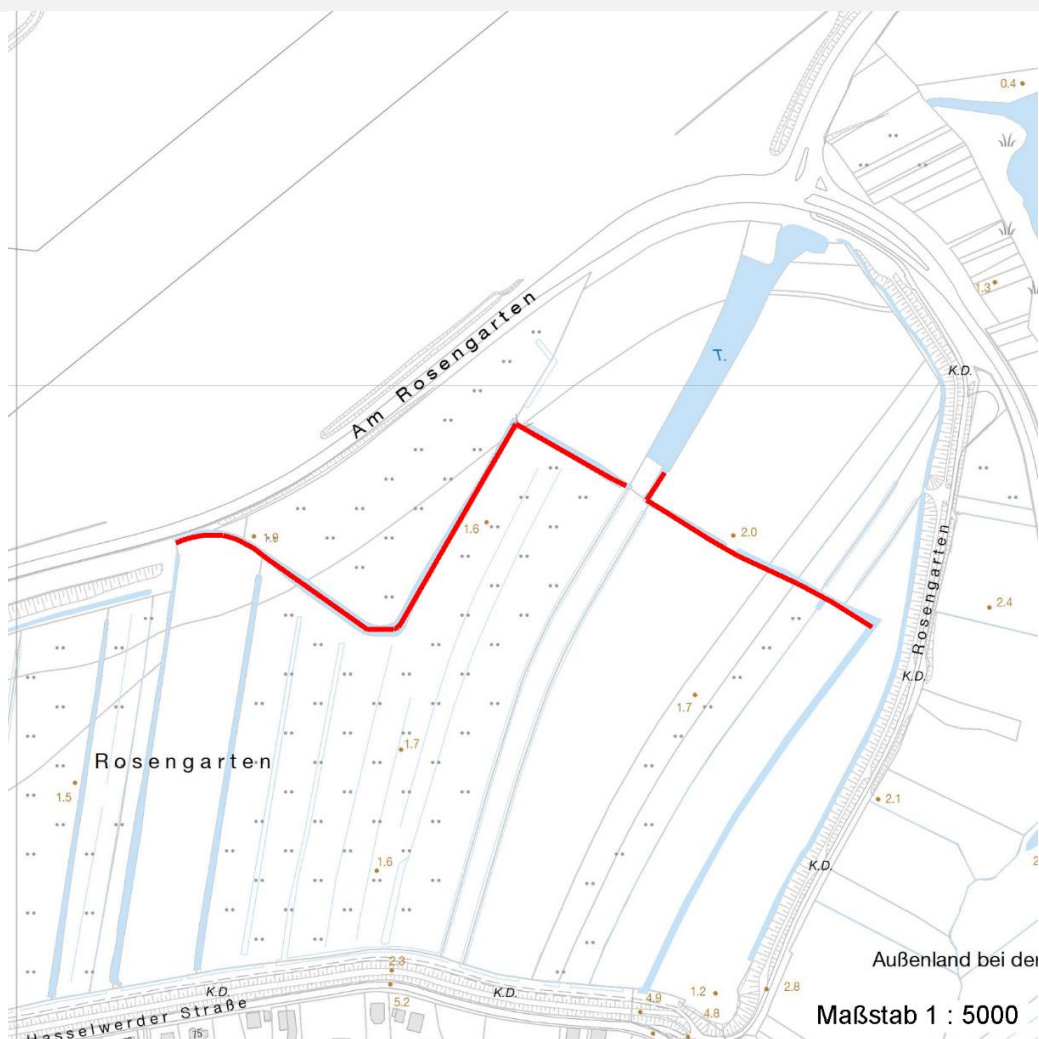 0.4
1.3
T.
K.D.
Am Rosengarten
1.9
1.6
2.0
Rosengarten
2.4
K.D.
1.7
1.7
Rosengarten
1.5
2.1
1.6
K.D.
Außenland bei der
2.3
K.D.
K.D.
5.2
4.9
1.2
4.8
2.8
Hasselwerder Straße
75
Maßstab 1 : 5000